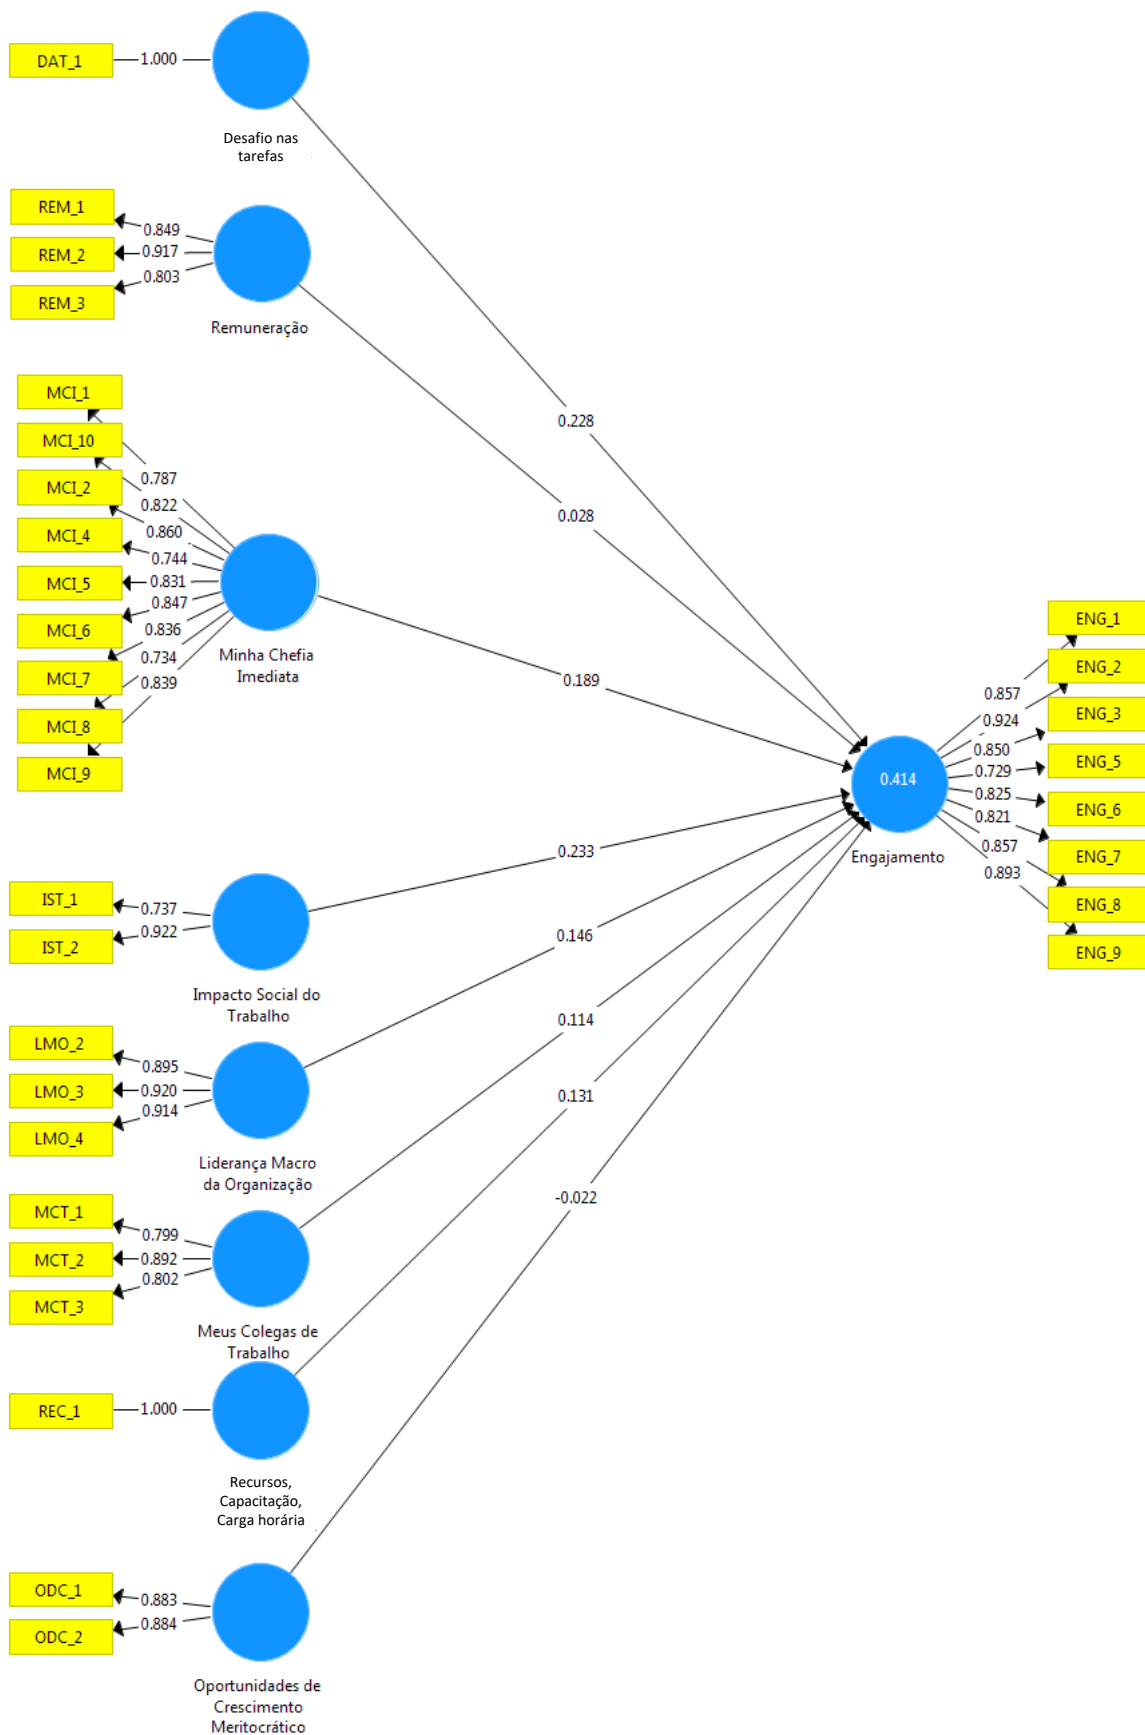 DAT_1
1.000
Desafio nas
tarefas
REM_1
REM_2
REM_3
0.849
0.917
0.803
Remuneração
MCI_1
MCI_10
MCI_2
MCI_4
MCI_5
MCI_6
MCI_7
MCI_8
MCI_9
0.787
0.822
0.860
0.744
0.831
0.847
0.836
0.734
0.839
Minha Chefia
Imediata
IST_1
IST_2
0.737
0.922
Impacto Social do
Trabalho
LMO_2
LMO_3
LMO_4
0.895
0.920
0.914
Liderança Macro
da Organização
MCT_1
MCT_2
MCT_3
0.799
0.892
0.802
Meus Colegas de
Trabalho
REC_1
1.000
Recursos,
Capacitação,
Carga horária
ODC_1
ODC_2
0.883
0.884
Oportunidades de
Crescimento
Meritocrático
0.228
0.028
0.189
0.233
0.146
0.114
0.131
-0.022
0.414
Engajamento
0.857
0.924
0.850
0.729
0.825
0.821
0.857
0.893
ENG_1
ENG_2
ENG_3
ENG_5
ENG_6
ENG_7
ENG_8
ENG_9